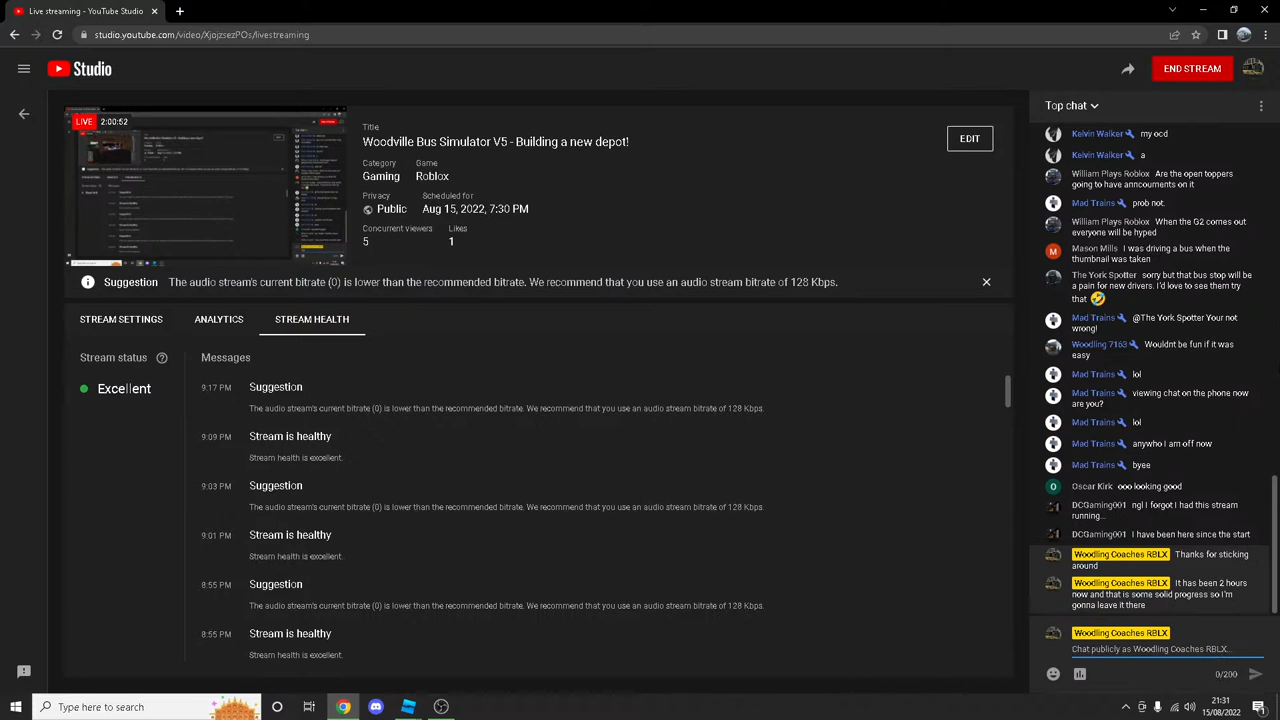 Live streaming - YouTube Studio
studio.youtube.com/video/XjojzsezPOs/livestreaming
Studio
END STREAM
LIVE 2:00:52
Title
Woodville Bus Simulator V5 - Building a new depot!
EDIT
Category
Gaming
Game
Roblox
Privacy
Public
Scheduled for
Aug 15, 2022, 7:30 PM
Concurrent viewers
5
Likes
1
Suggestion The audio stream's current bitrate (0) is lower than the recommended bitrate. We recommend that you use an audio stream bitrate of 128 Kbps.
STREAM SETTINGS
ANALYTICS
STREAM HEALTH
Stream status
Excellent
Messages
9:17 PM Suggestion
The audio stream's current bitrate (0) is lower than the recommended bitrate. We recommend that you use an audio stream bitrate of 128 Kbps.
9:09 PM Stream is healthy
Stream health is excellent.
9:03 PM Suggestion
The audio stream's current bitrate (0) is lower than the recommended bitrate. We recommend that you use an audio stream bitrate of 128 Kbps.
9:01 PM Stream is healthy
Stream health is excellent.
8:55 PM Suggestion
The audio stream's current bitrate (0) is lower than the recommended bitrate. We recommend that you use an audio stream bitrate of 128 Kbps.
8:55 PM Stream is healthy
Stream health is excellent.
Top chat
Kelvin Walker my ocd
Kelvin Walker a
William Plays Roblox Are the stand toppers
going to have anncouments on it
Mad Trains prob not
William Plays Roblox When the G2 comes out
everyone will be hyped
M
Mason Mills I was driving a bus when the
thumbnail was taken
The York Spotter sorry but that bus stop will be
a pain for new drivers. I'd love to see them try
that 🤣
Mad Trains @The York Spotter Your not
wrong!
Woodling 7163 Wouldnt be fun if it was
easy
Mad Trains lol
Mad Trains viewing chat on the phone now
are you?
Mad Trains lol
Mad Trains anywho I am off now
Mad Trains byee
O
Oscar Kirk ooo looking good
DCGaming001 ngl I forgot I had this stream
running...
DCGaming001 I have been here since the start
Woodling Coaches RBLX Thanks for sticking
around
Woodling Coaches RBLX It has been 2 hours
now and that is some solid progress so I'm
gonna leave it there
Woodling Coaches RBLX
Chat publicly as Woodling Coaches RBLX...
0/200
Type here to search
21:31
15/08/2022